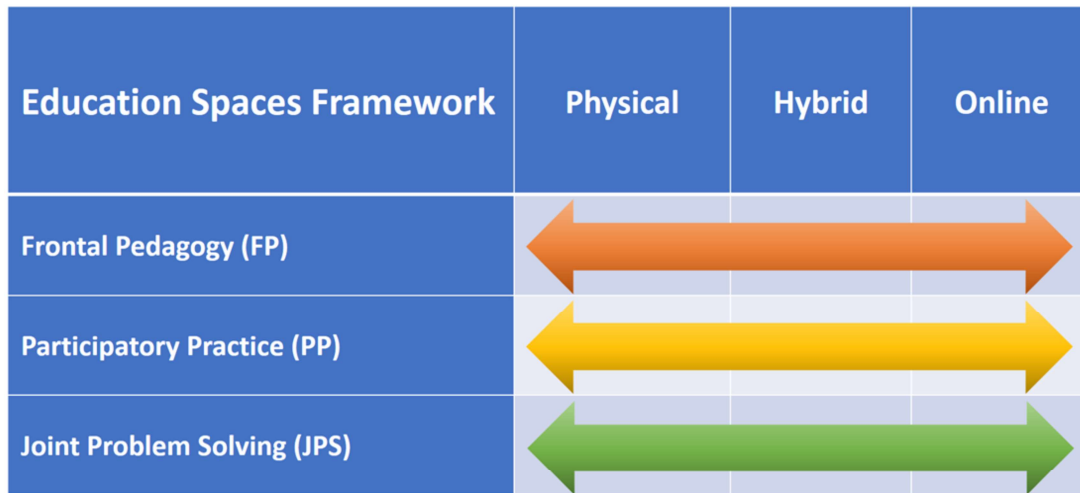 Education Spaces Framework
Physical
Hybrid
Online
Frontal Pedagogy (FP)
Participatory Practice (PP)
Joint Problem Solving (JPS)